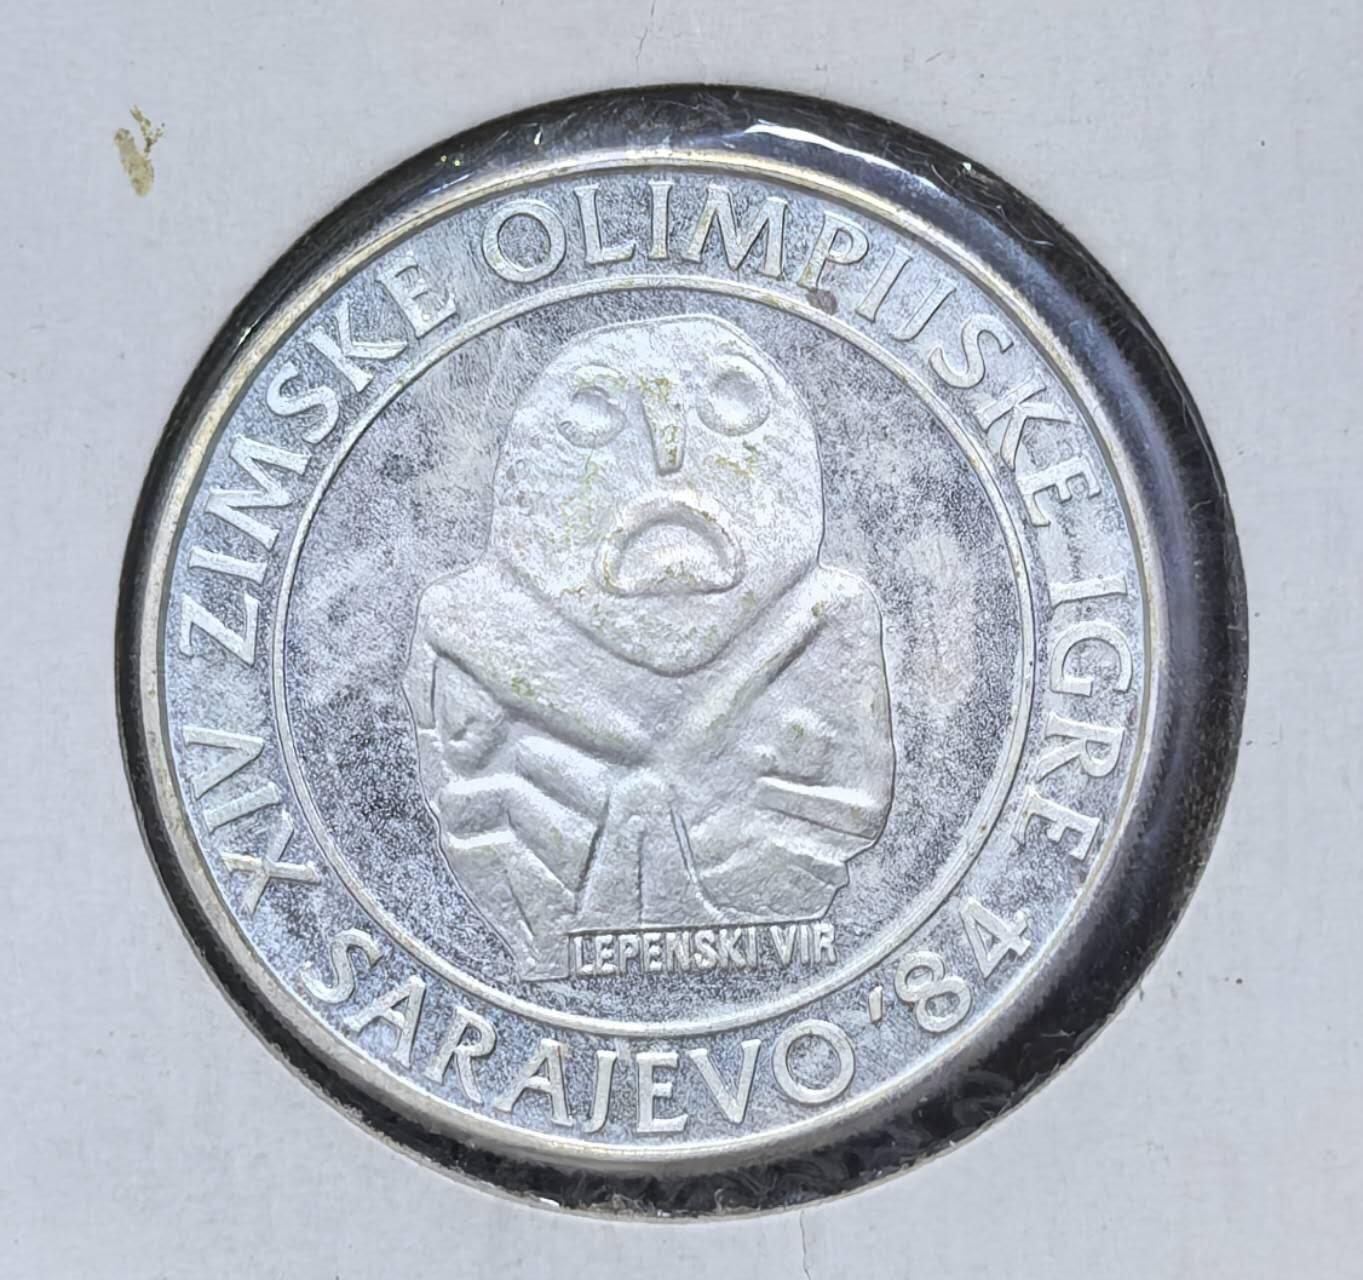 XIV ZIMSKE OLIMPIJSKE IGRE
SARAJEVO '84
LEPENSKI VIR